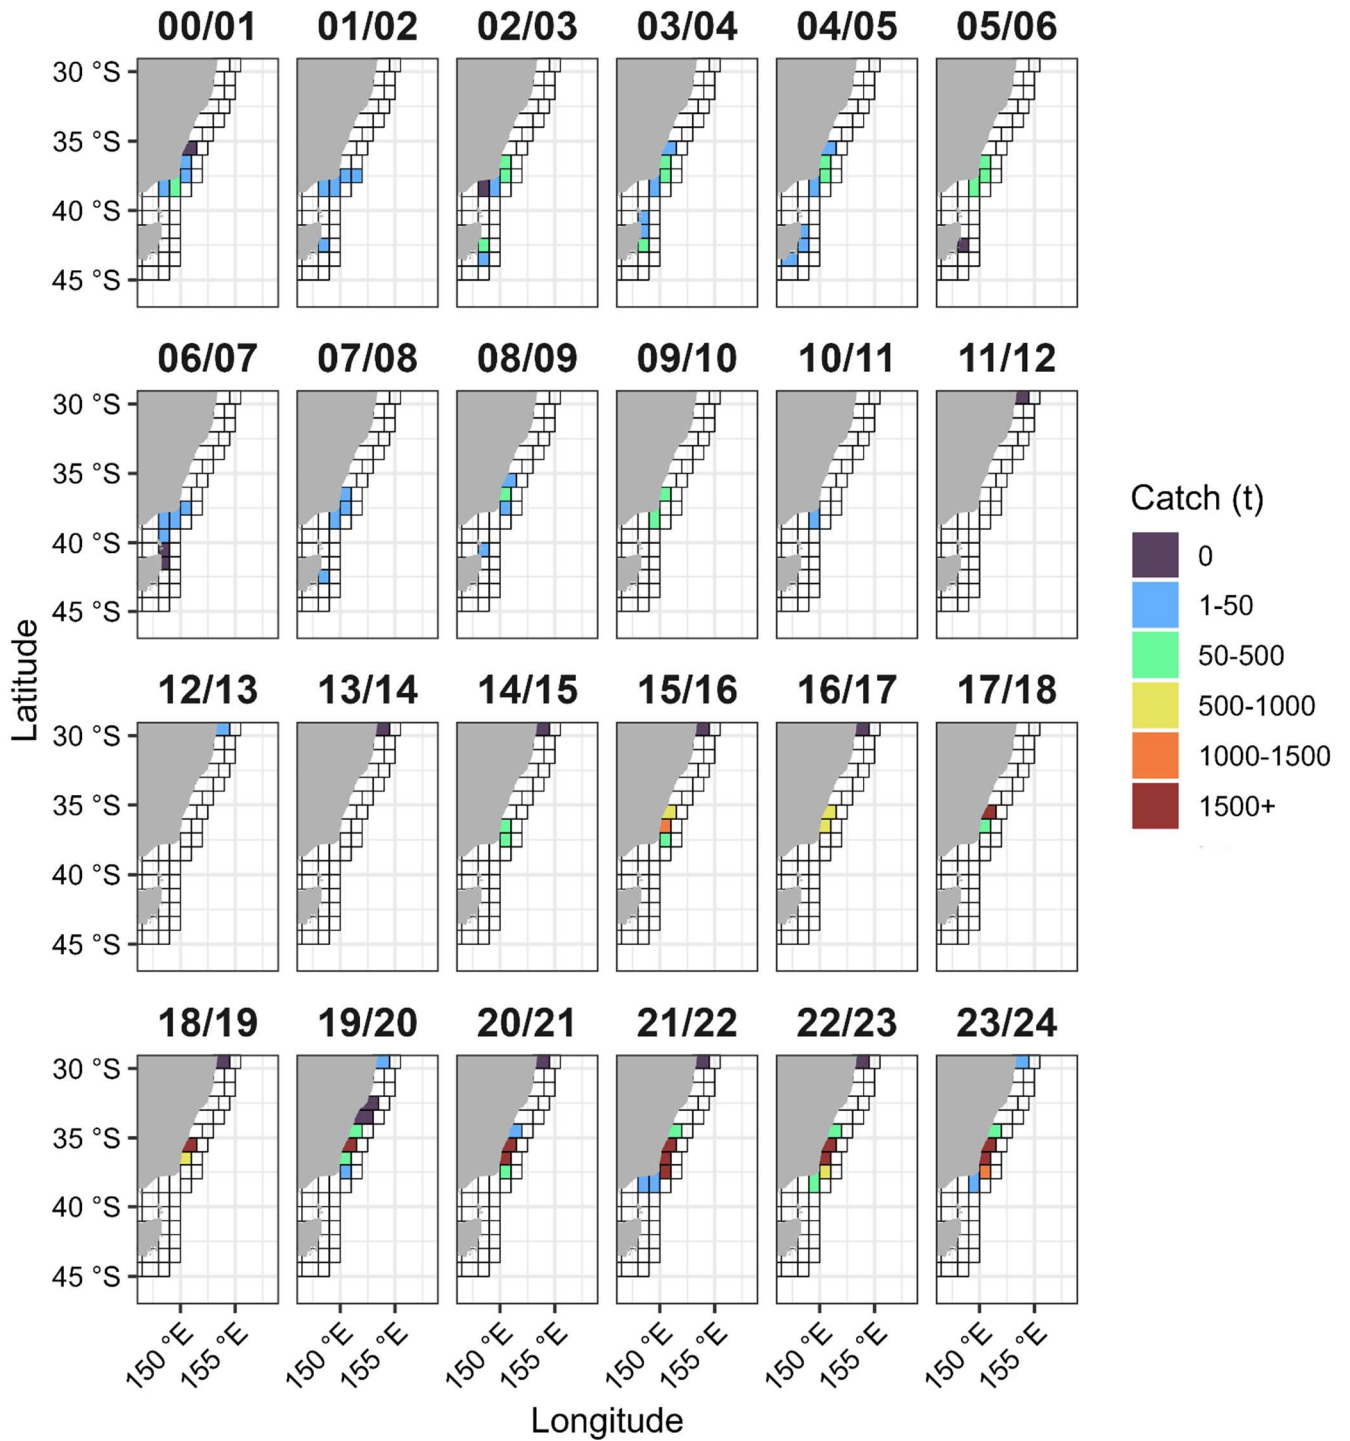 00/01 01/02 02/03 03/04 04/05 05/06
30 °S
35 °S
40 °S
45 °S
06/07 07/08 08/09 09/10 10/11 11/12
30 °S
35 °S
40 °S
45 °S
Latitude
12/13 13/14 14/15 15/16 16/17 17/18
30 °S
35 °S
40 °S
45 °S
18/19 19/20 20/21 21/22 22/23 23/24
30 °S
35 °S
40 °S
45 °S
150 °E 155 °E 150 °E 155 °E 150 °E 155 °E 150 °E 155 °E 150 °E 155 °E 150 °E 155 °E
Longitude
Catch (t)
0
1-50
50-500
500-1000
1000-1500
1500+